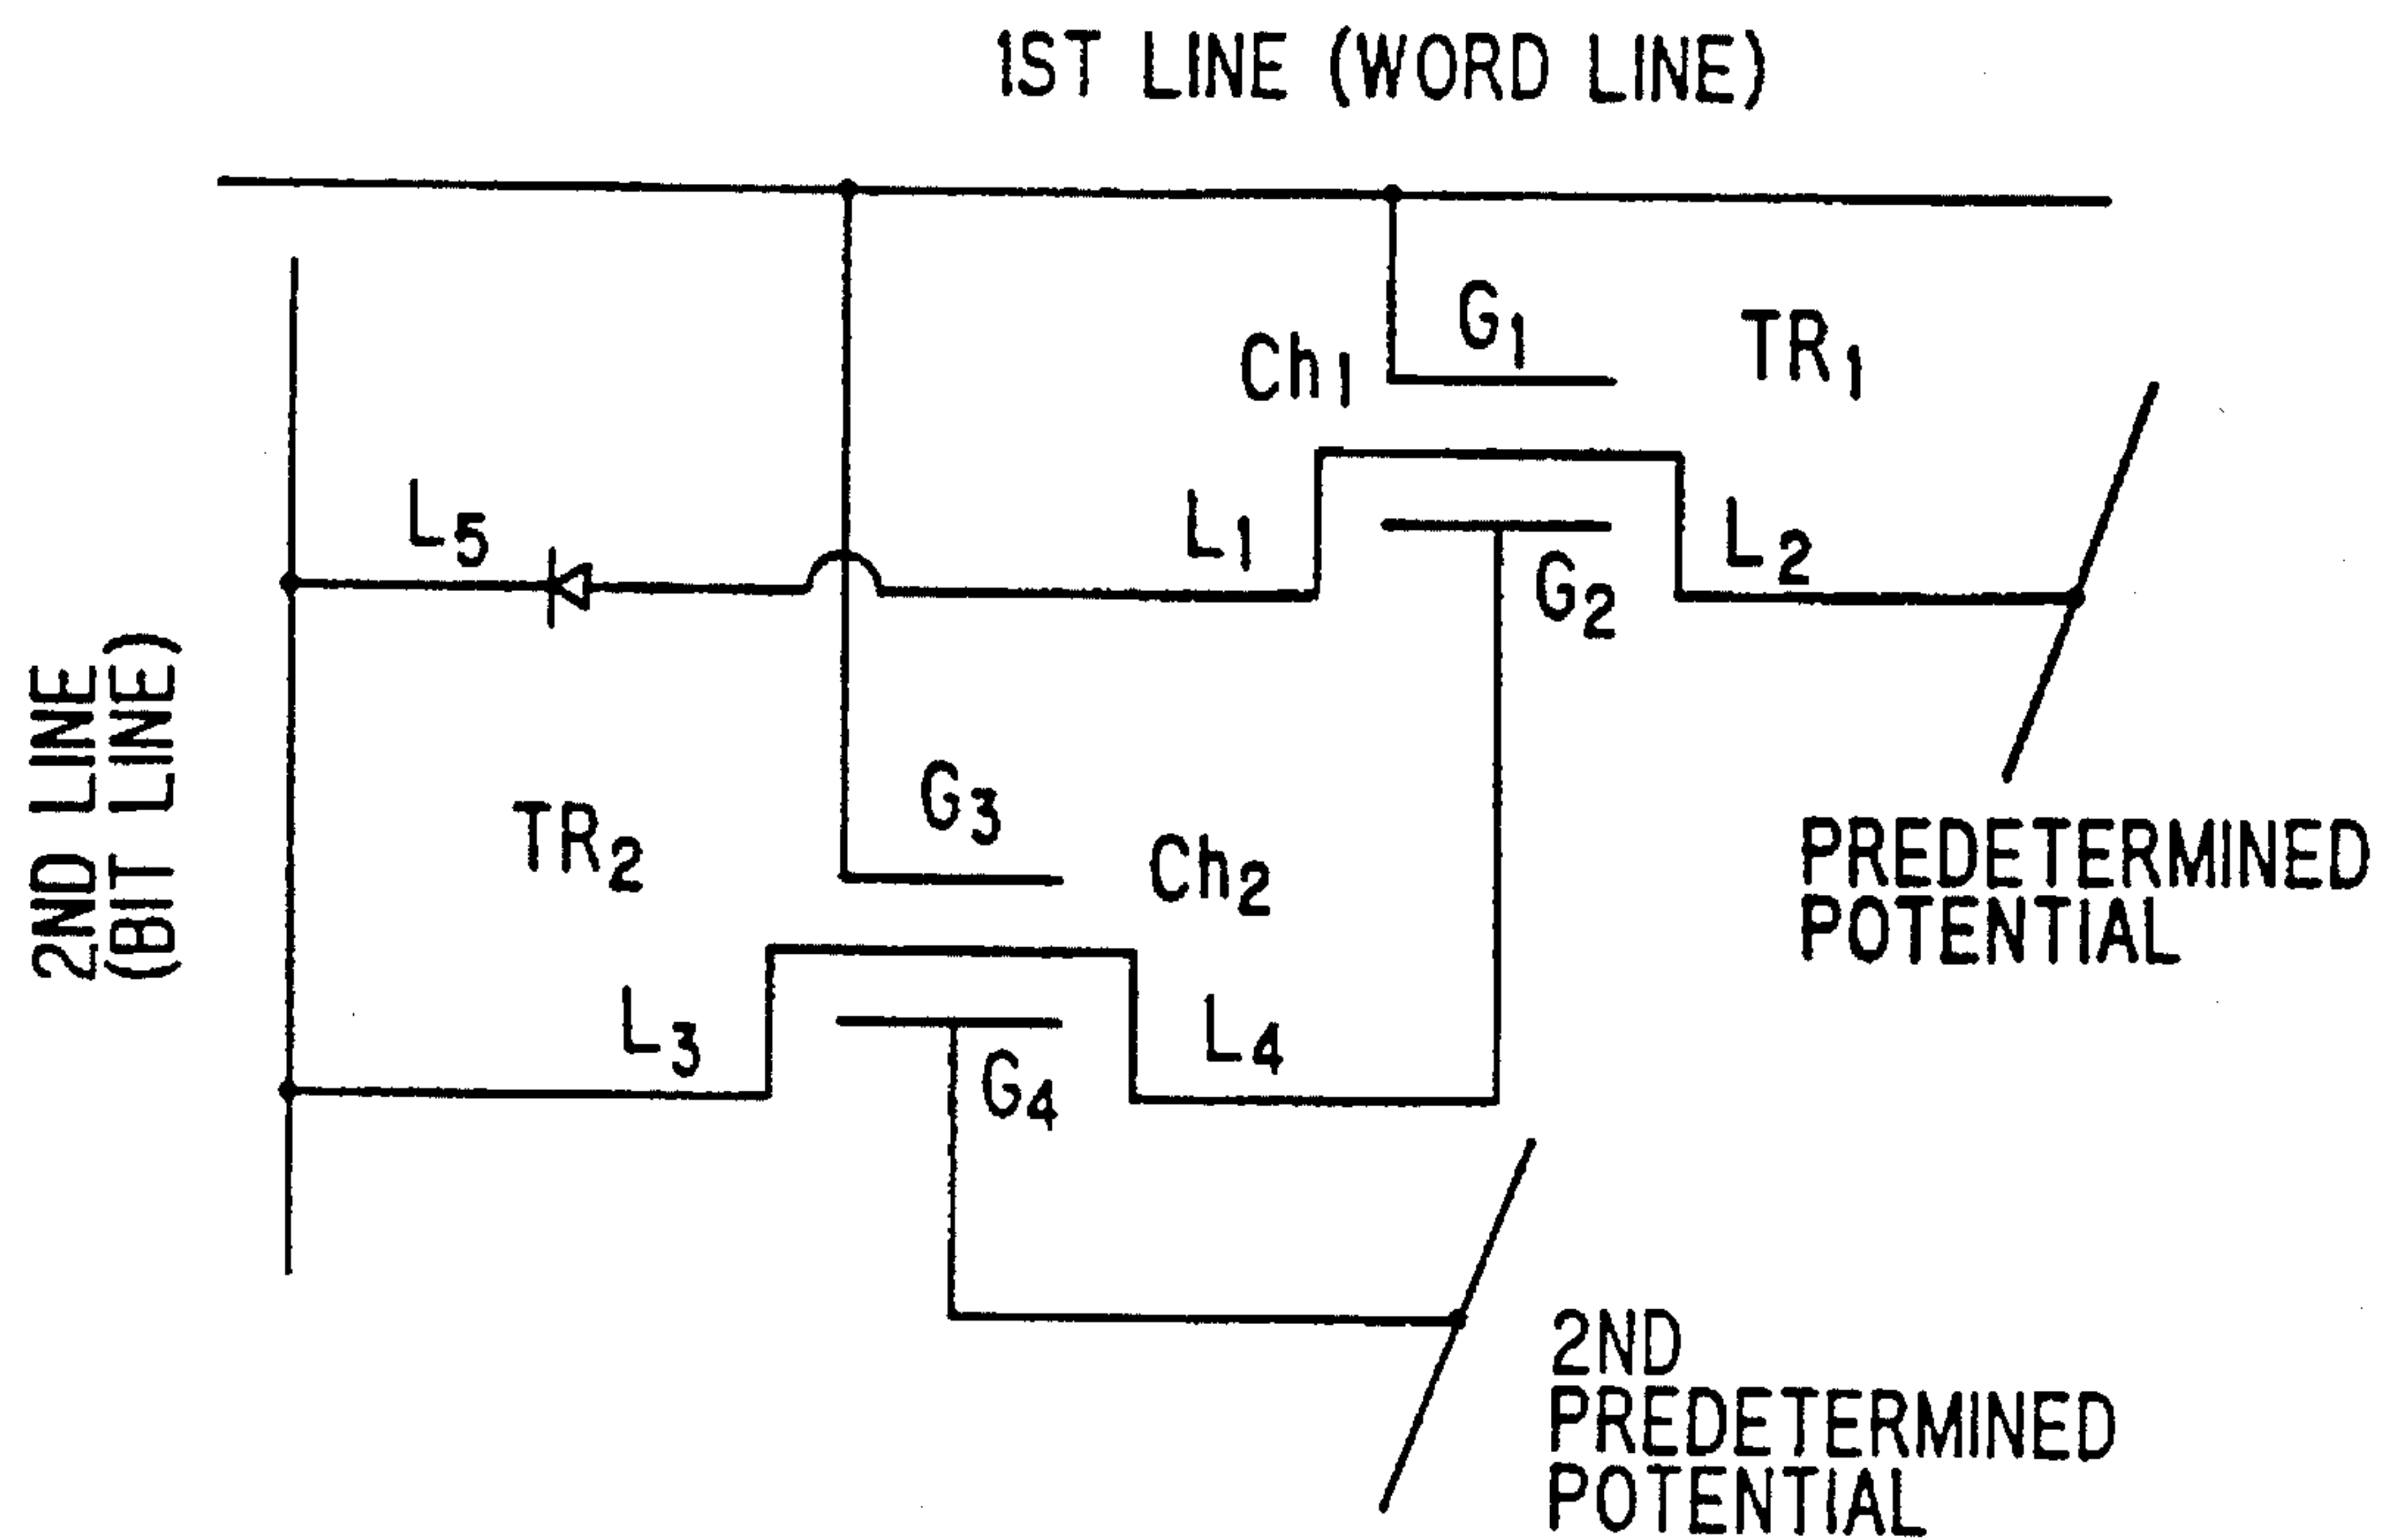 1ST LINE (WORD LINE)
G1
TR1
Ch1
L5
L1
L2
G2
2ND LINE
(BIT LINE)
G3
TR2
Ch2
PREDETERMINED
POTENTIAL
L3
L4
G4
2ND
PREDETERMINED
POTENTIAL